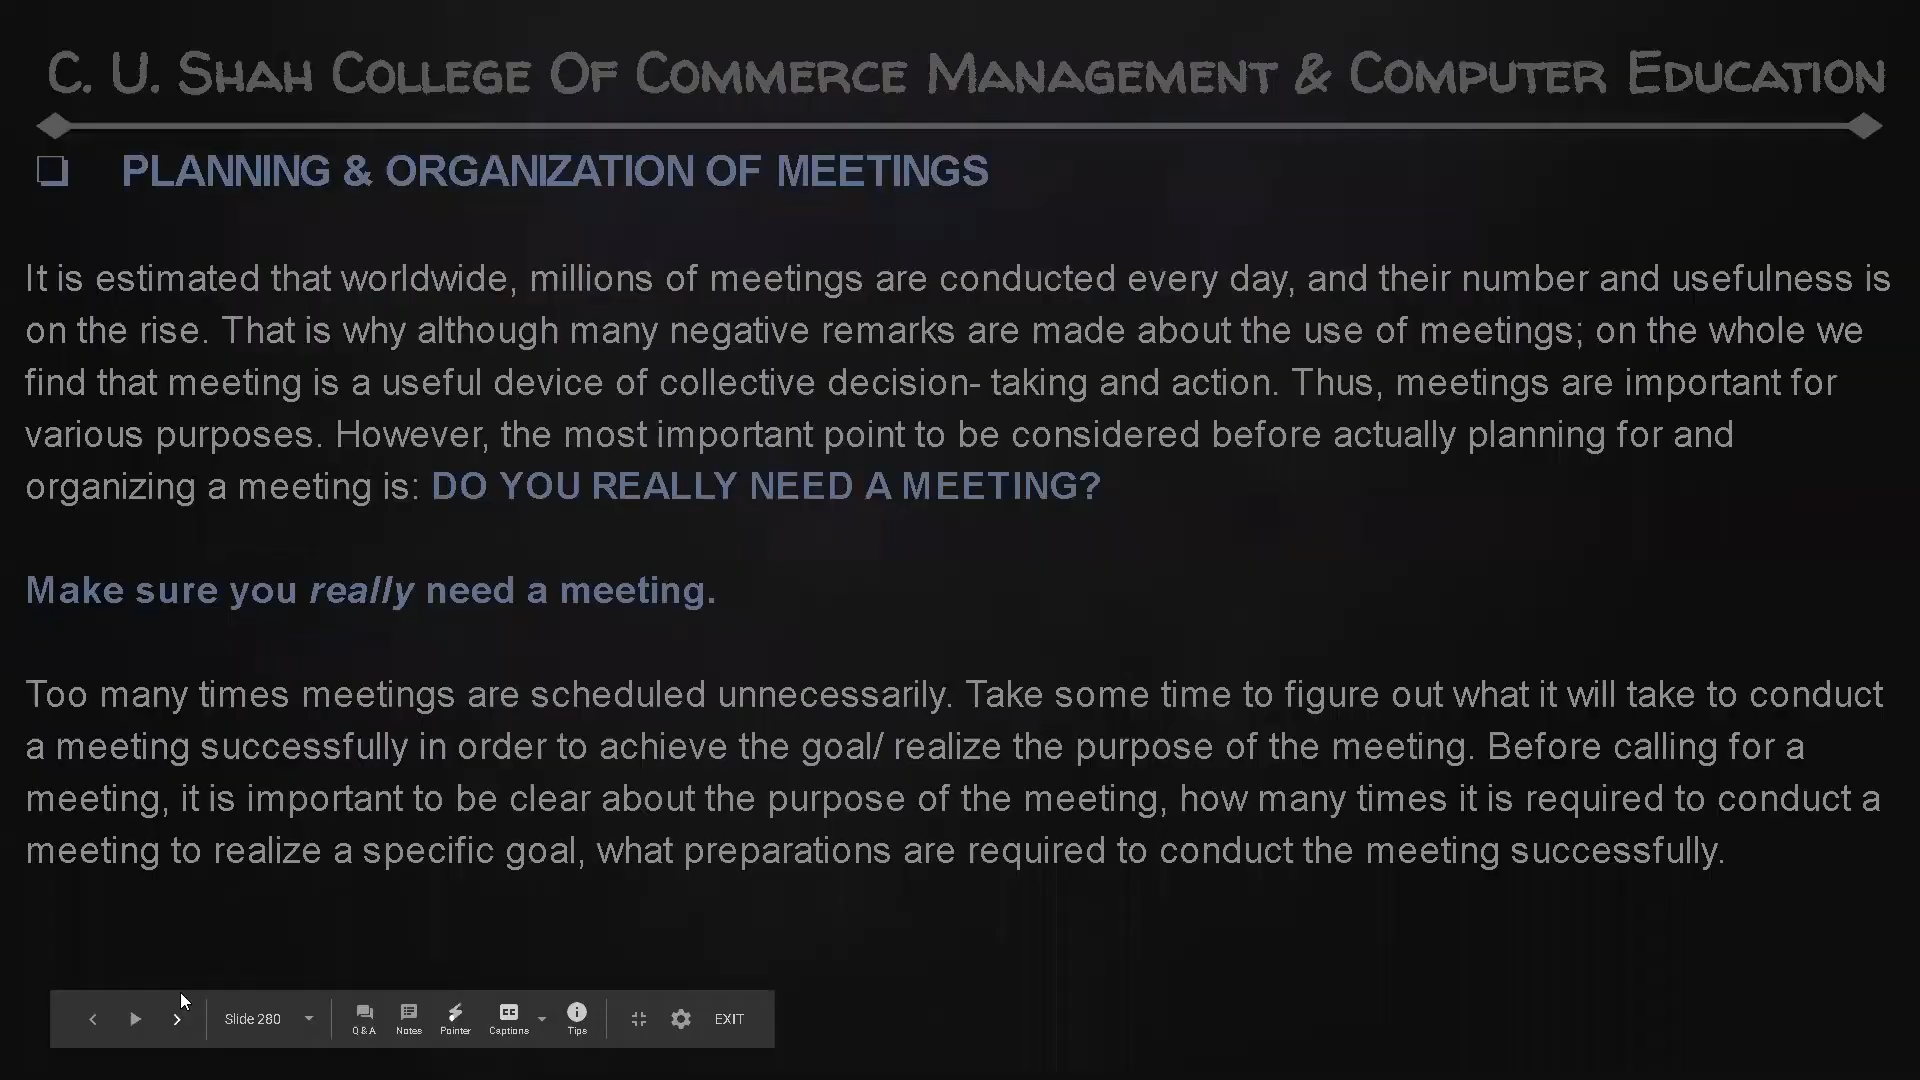 C. U. Shah College Of Commerce Management & Computer Education
❏ PLANNING & ORGANIZATION OF MEETINGS
It is estimated that worldwide, millions of meetings are conducted every day, and their number and usefulness is
on the rise. That is why although many negative remarks are made about the use of meetings; on the whole we
find that meeting is a useful device of collective decision- taking and action. Thus, meetings are important for
various purposes. However, the most important point to be considered before actually planning for and
organizing a meeting is: DO YOU REALLY NEED A MEETING?
Make sure you really need a meeting.
Too many times meetings are scheduled unnecessarily. Take some time to figure out what it will take to conduct
a meeting successfully in order to achieve the goal/ realize the purpose of the meeting. Before calling for a
meeting, it is important to be clear about the purpose of the meeting, how many times it is required to conduct a
meeting to realize a specific goal, what preparations are required to conduct the meeting successfully.
Slide 280 Q & A Notes Pointer Captions Tips EXIT